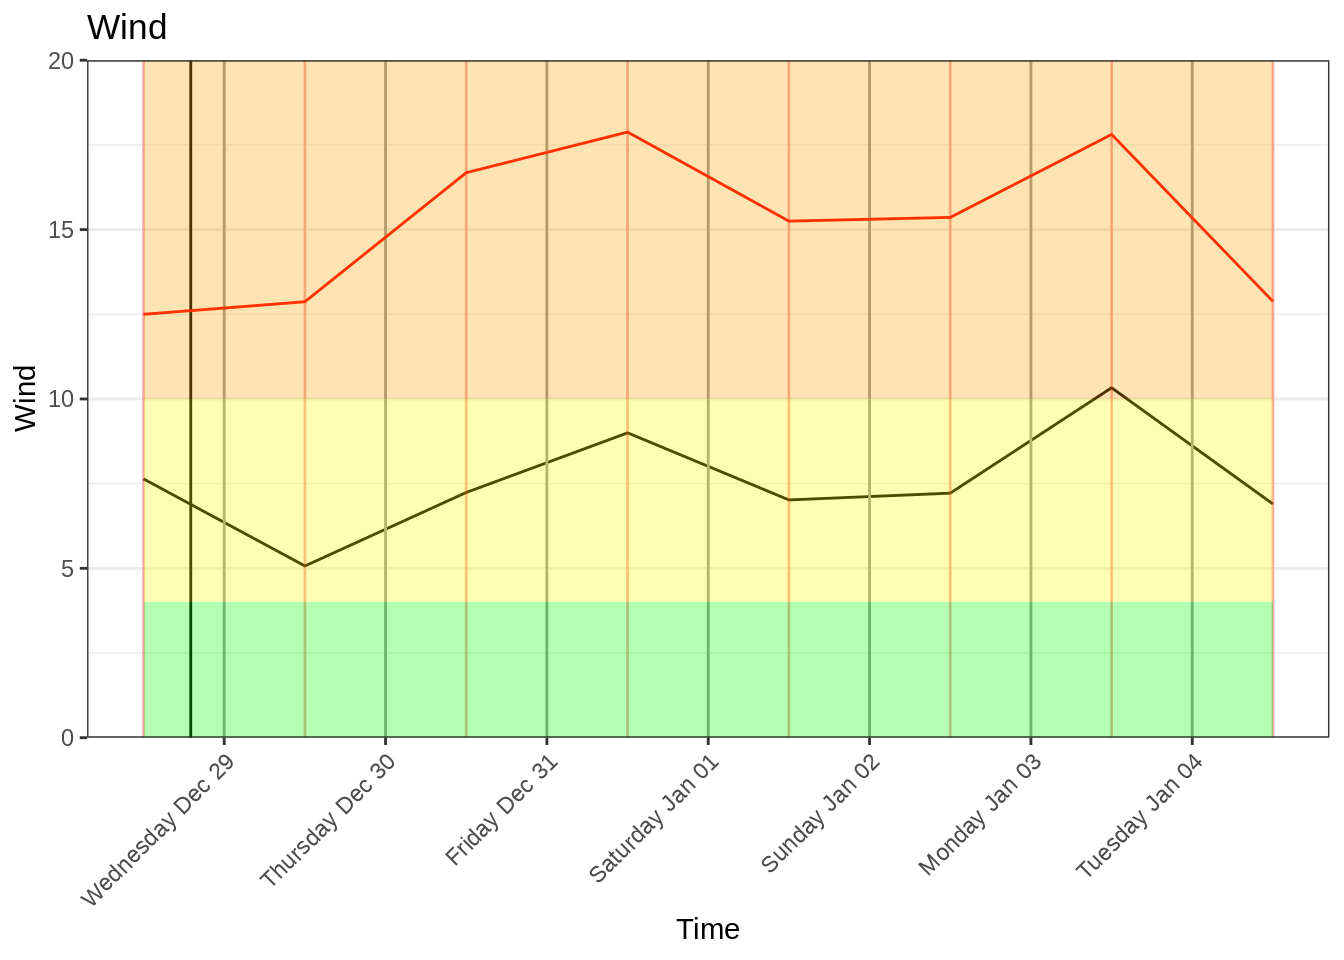 Wind
20
15
10
5
0
Wind
Wednesday Dec 29
Thursday Dec 30
Friday Dec 31
Saturday Jan 01
Sunday Jan 02
Monday Jan 03
Tuesday Jan 04
Time